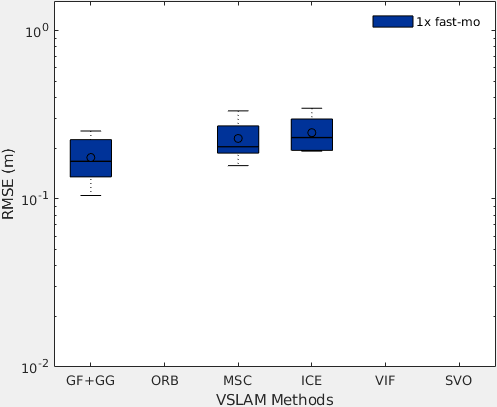 10^0
1x fast-mo
RMSE (m)
10^-1
10^-2
GF+GG ORB MSC ICE VIF SVO
VSLAM Methods